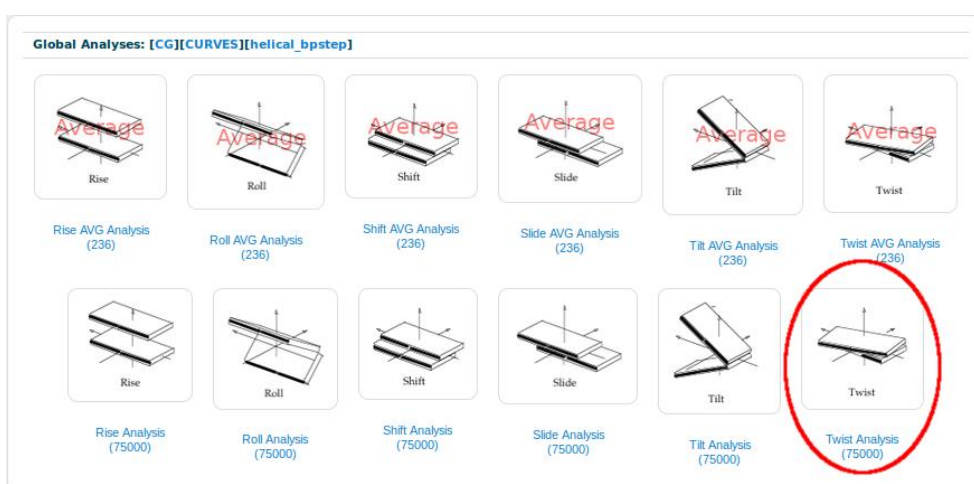 Global Analyses: [CG][CURVES][helical_bpstep]
Average Average Average Average Average Average
Rise Roll Shift Slide Tilt Twist
Rise AVG Analysis Roll AVG Analysis Shift AVG Analysis Slide AVG Analysis Tilt AVG Analysis Twist AVG Analysis
(236) (236) (236) (236) (236) (236)
Rise Roll Shift Slide Tilt Twist
Rise Analysis Roll Analysis Shift Analysis Slide Analysis Tilt Analysis Twist Analysis
(75000) (75000) (75000) (75000) (75000) (75000)